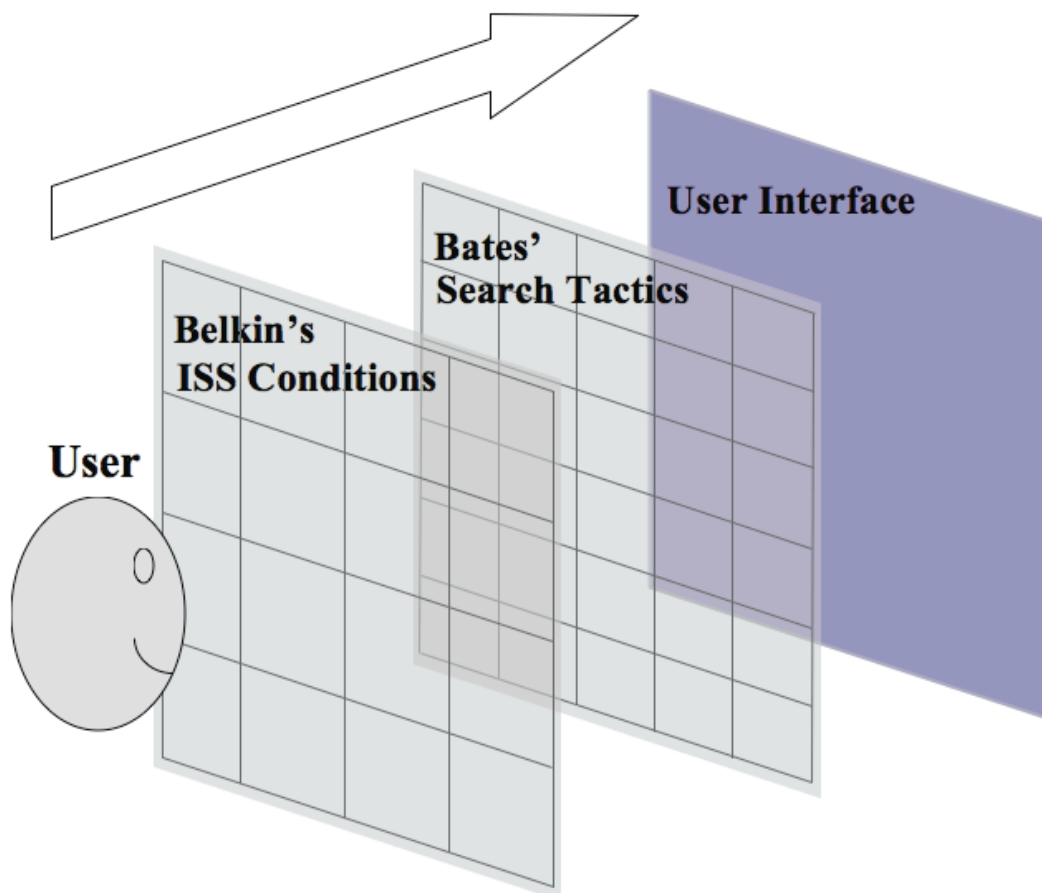 User Interface
Bates’
Search Tactics
Belkin’s
ISS Conditions
User